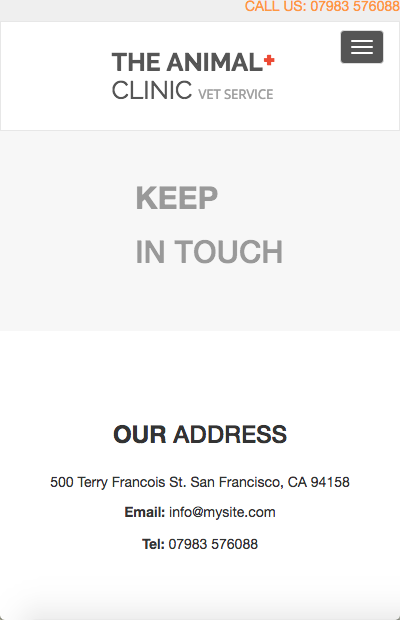 CALL US: 07983 576088
THE ANIMAL+
CLINIC VET SERVICE
KEEP
IN TOUCH
OUR ADDRESS
500 Terry Francois St. San Francisco, CA 94158
Email: info@mysite.com
Tel: 07983 576088